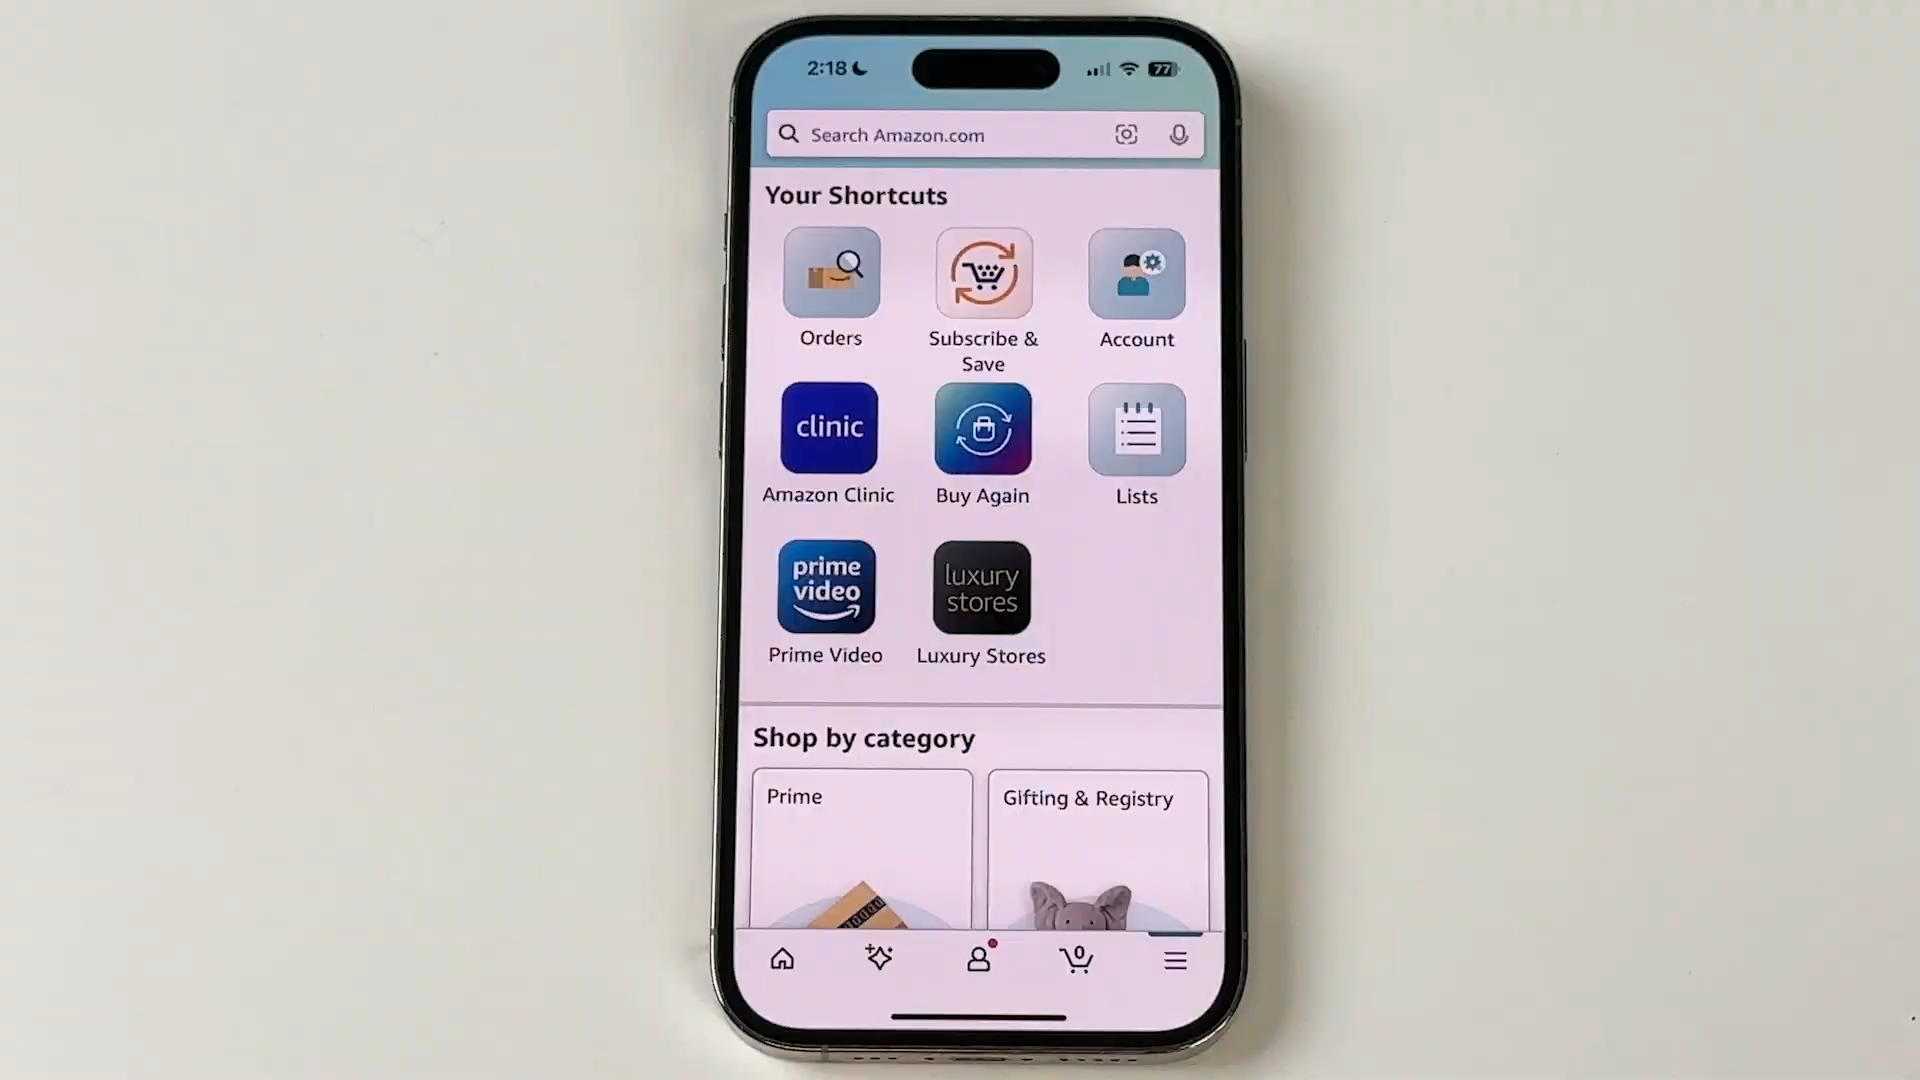 2:18
77
Search Amazon.com
Your Shortcuts
Orders
Subscribe &
Save
Account
clinic
Amazon Clinic
Buy Again
Lists
prime
video
Prime Video
luxury
stores
Luxury Stores
Shop by category
Prime
Gifting & Registry
0